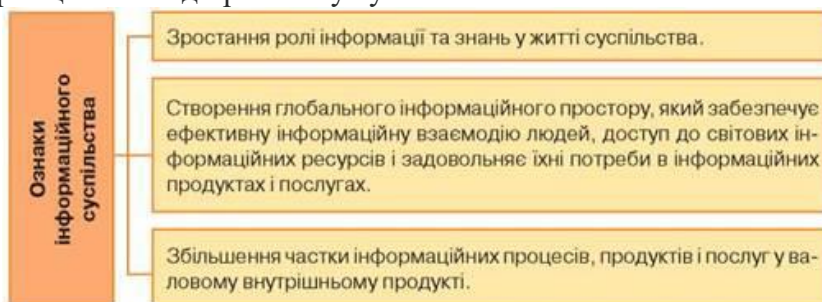 Ознаки
інформаційного
суспільства
Зростання ролі інформації та знань у житті суспільства.
Створення глобального інформаційного простору, який забезпечує
ефективну інформаційну взаємодію людей, доступ до світових ін-
формаційних ресурсів і задовольняє їхні потреби в інформаційних
продуктах і послугах.
Збільшення частки інформаційних процесів, продуктів і послуг у ва-
ловому внутрішньому продукті.